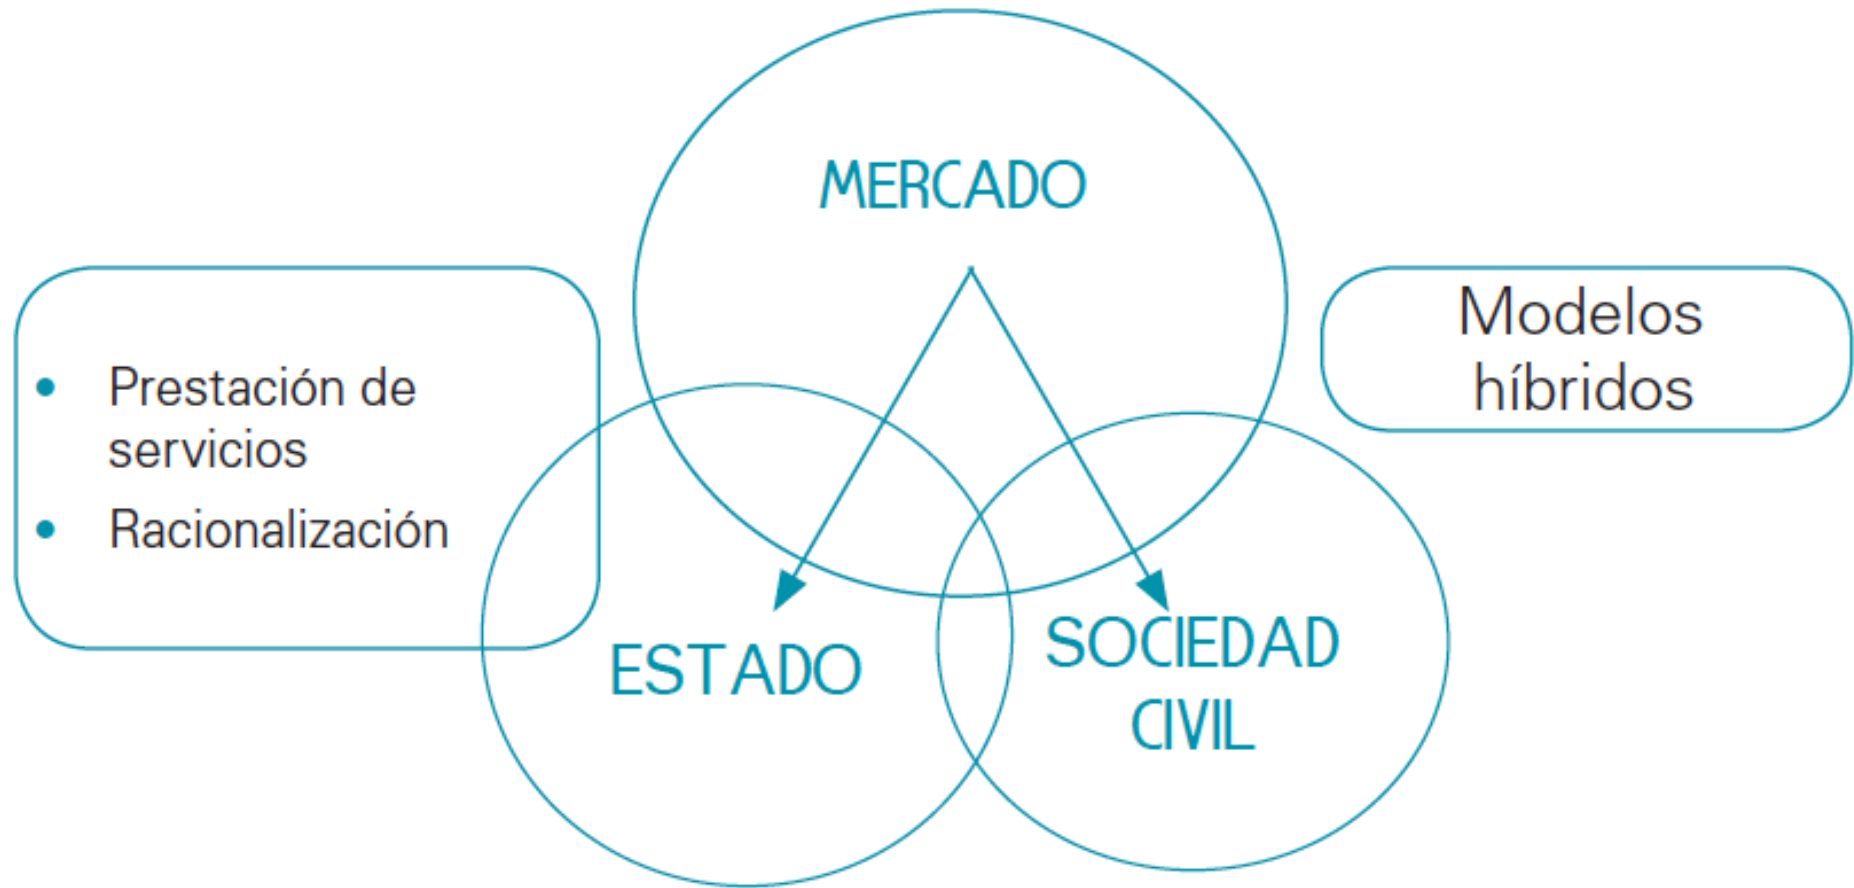 MERCADO
• Prestación de
servicios
• Racionalización
Modelos
híbridos
ESTADO
SOCIEDAD
CIVIL